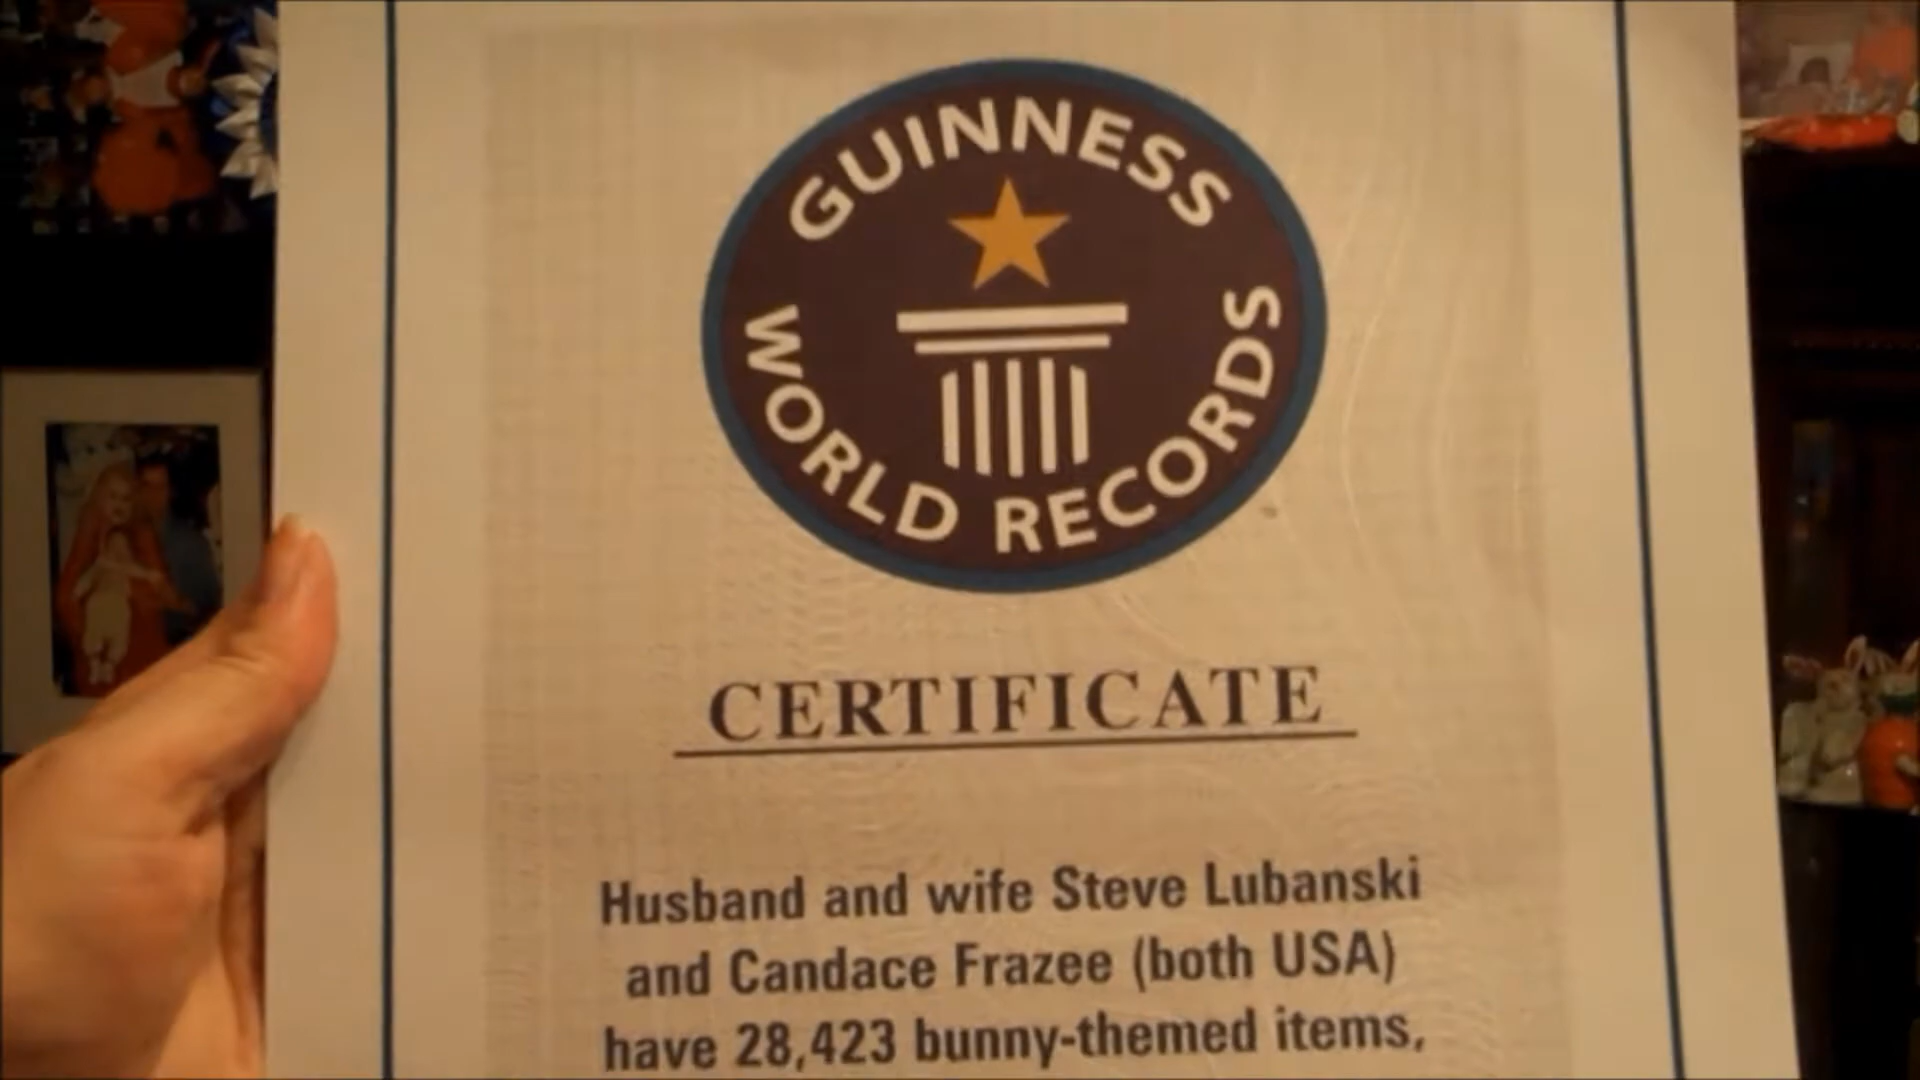 GUINNESS
WORLD RECORDS
CERTIFICATE
Husband and wife Steve Lubanski
and Candace Frazee (both USA)
have 28,423 bunny-themed items,